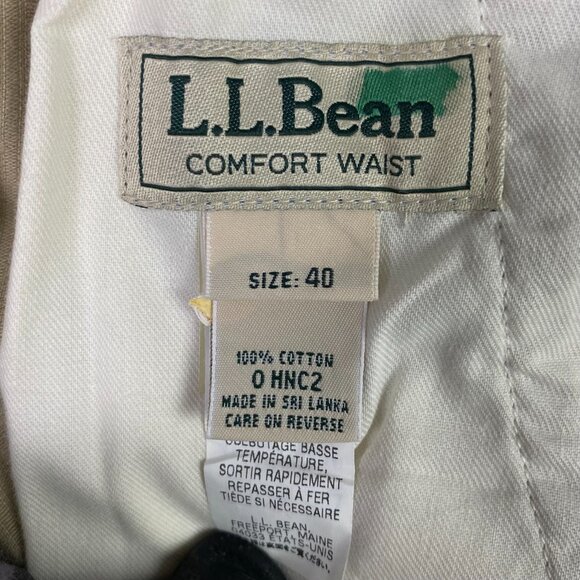 L.L.Bean
COMFORT WAIST
SIZE: 40
100% COTTON
0 HNC2
MADE IN SRI LANKA
CARE ON REVERSE
CULBUTAGE BASSE
TEMPÉRATURE,
SORTIR RAPIDEMENT
REPASSER À FER
TIÈDE SI NÉCESSAIRE
L.L. BEAN,
FREEPORT, MAINE
04033 ÉTATS-UNIS